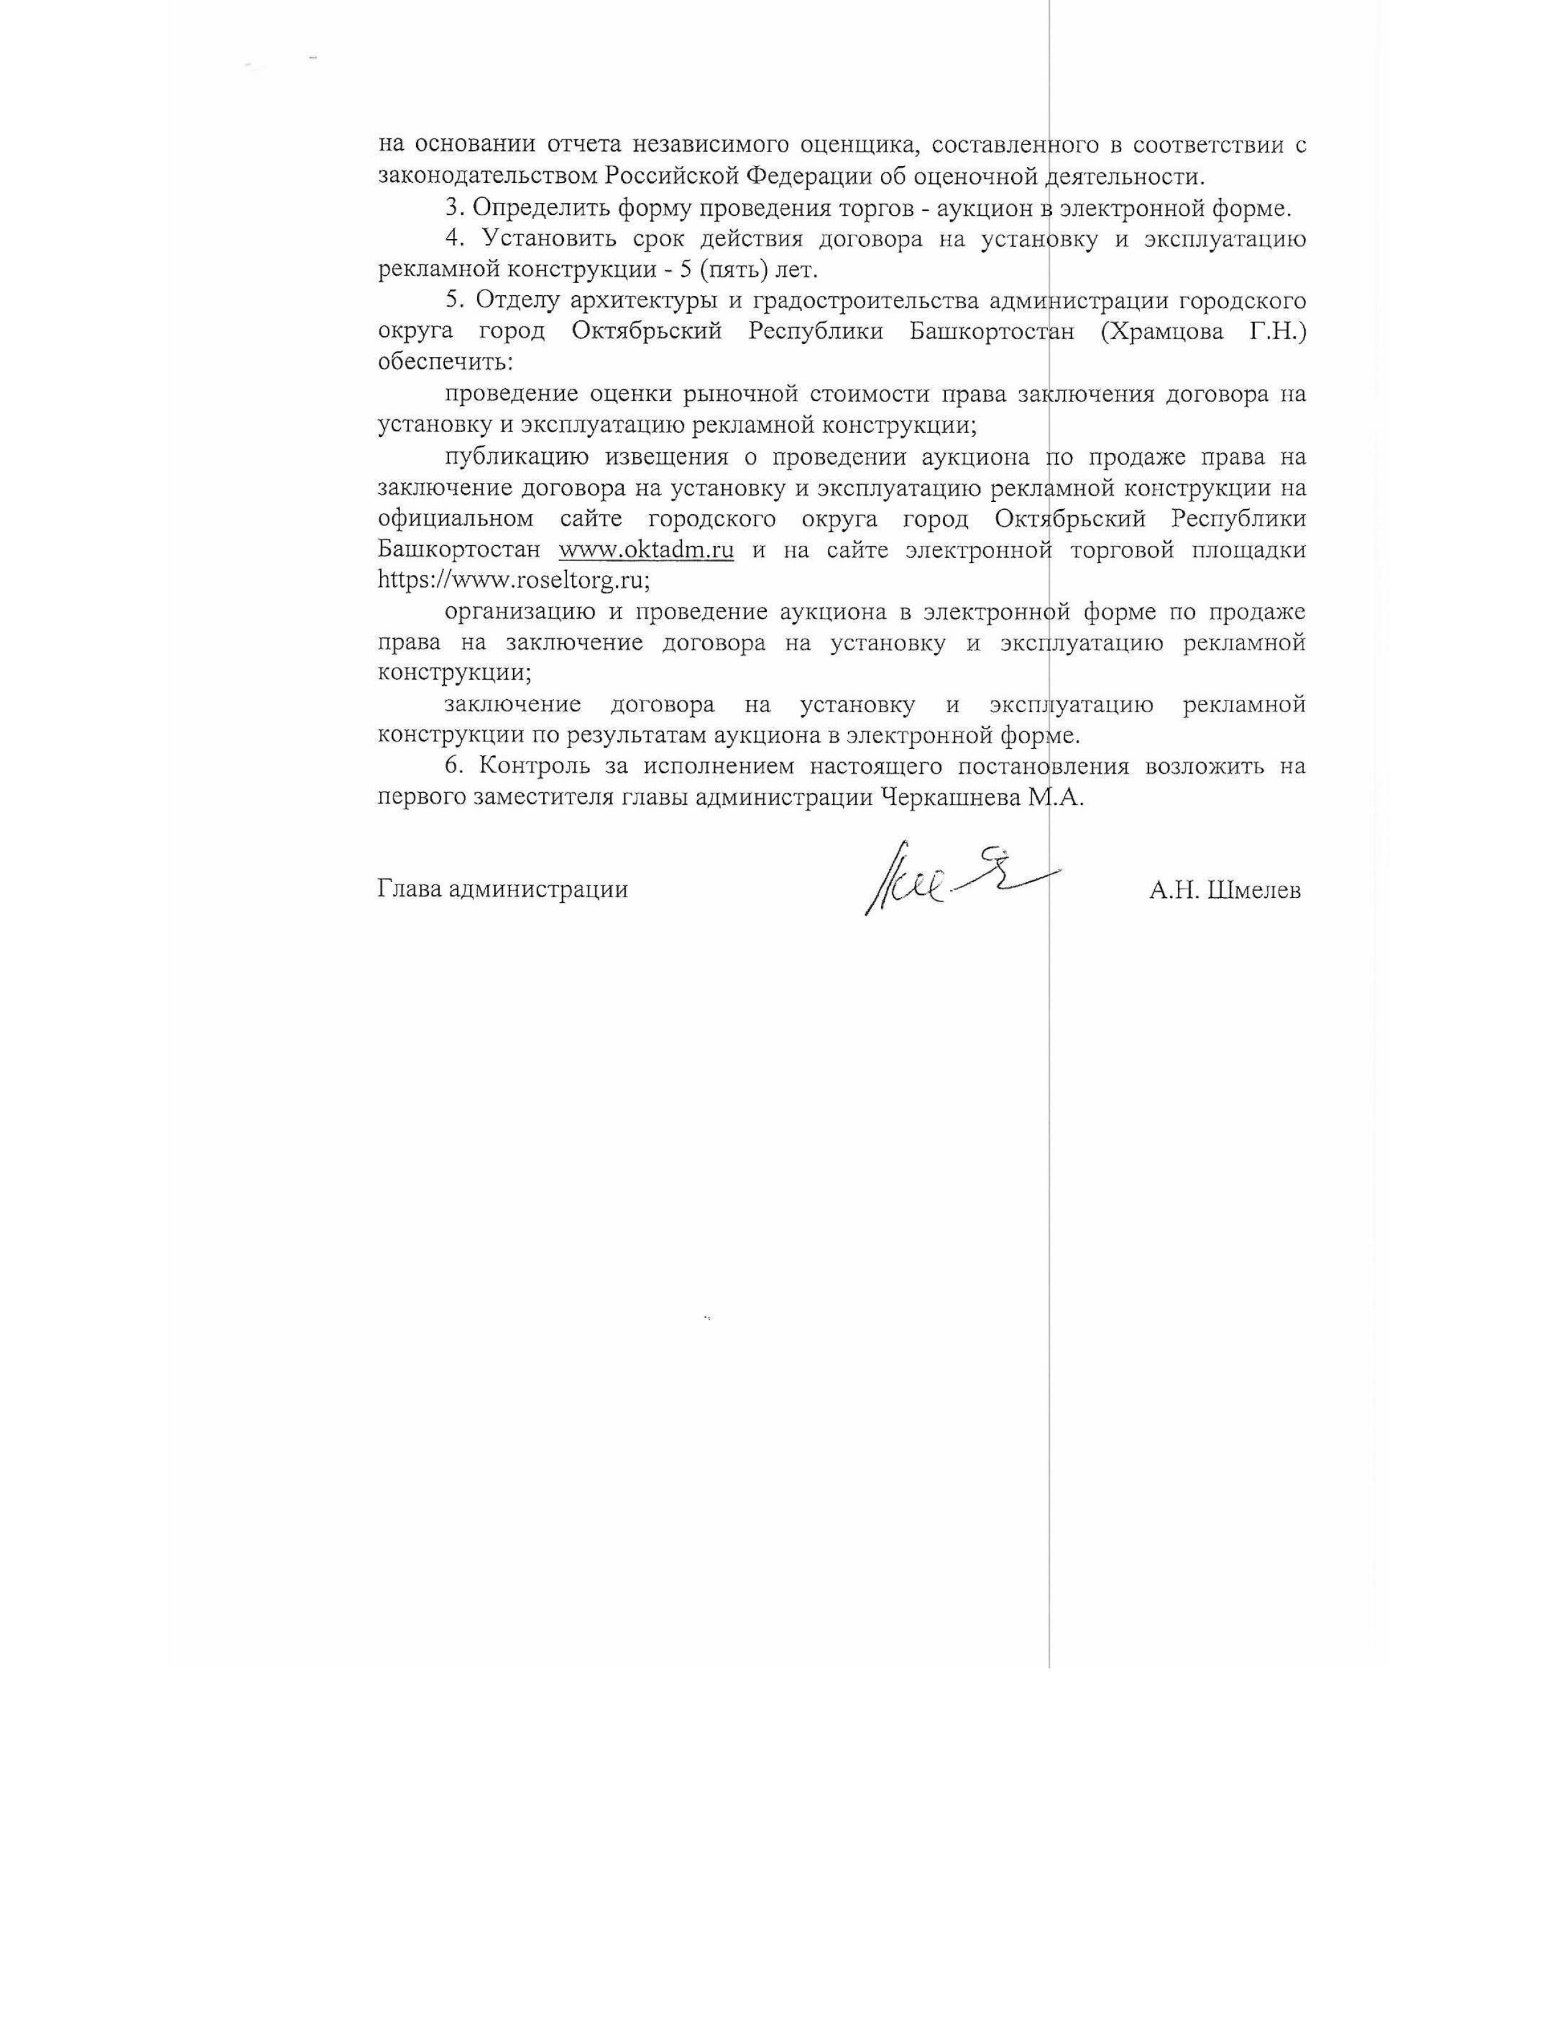 на основании отчета независимого оценщика, составленного в соответствии с
законодательством Российской Федерации об оценочной деятельности.
3. Определить форму проведения торгов - аукцион в электронной форме.
4. Установить срок действия договора на установку и эксплуатацию
рекламной конструкции - 5 (пять) лет.
5. Отделу архитектуры и градостроительства администрации городского
округа город Октябрьский Республики Башкортостан (Храмцова Г.Н.)
обеспечить:
проведение оценки рыночной стоимости права заключения договора на
установку и эксплуатацию рекламной конструкции;
публикацию извещения о проведении аукциона по продаже права на
заключение договора на установку и эксплуатацию рекламной конструкции на
официальном сайте городского округа город Октябрьский Республики
Башкортостан www.oktadm.ru и на сайте электронной торговой площадки
https://www.roseltorg.ru;
организацию и проведение аукциона в электронной форме по продаже
права на заключение договора на установку и эксплуатацию рекламной
конструкции;
заключение договора на установку и эксплуатацию рекламной
конструкции по результатам аукциона в электронной форме.
6. Контроль за исполнением настоящего постановления возложить на
первого заместителя главы администрации Черкашнева М.А.
Глава администрации А.Н. Шмелев